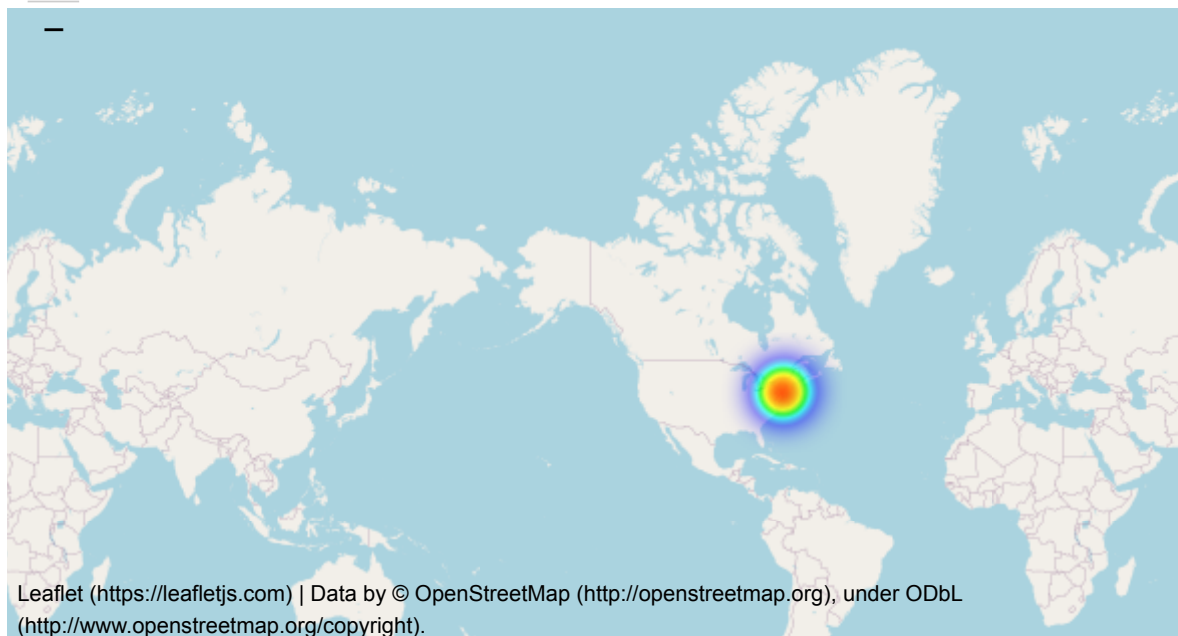 Leaflet (https://leafletjs.com) | Data by © OpenStreetMap (http://openstreetmap.org), under ODbL
(http://www.openstreetmap.org/copyright).